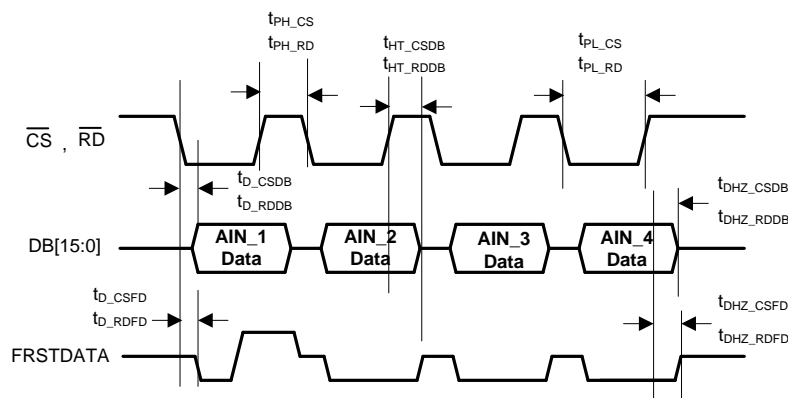 tPH_CS
tPH_RD
tHT_CSDB
tHT_RDDB
tPL_CS
tPL_RD
CS , RD
tD_CSDB
tD_RDDB
tDHZ_CSDB
tDHZ_RDDB
DB[15:0]
AIN_1
Data
AIN_2
Data
AIN_3
Data
AIN_4
Data
tD_CSFD
tD_RDFD
tDHZ_CSFD
tDHZ_RDFD
FRSTDATA